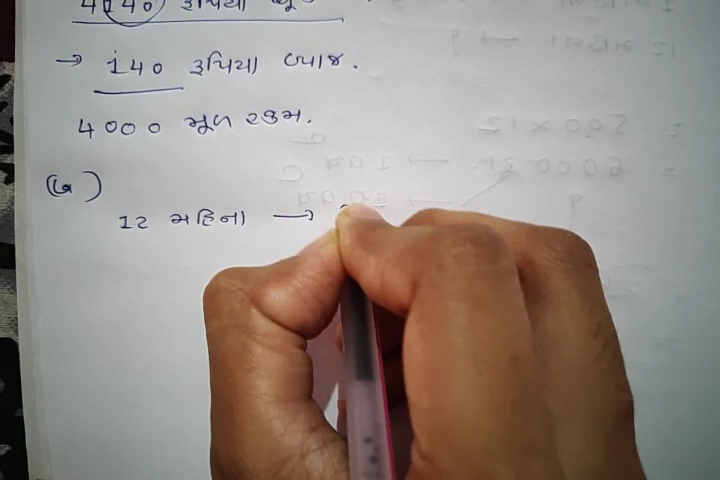 4140 રૂપિયા
→ 140 રૂપિયા વ્યાજ.
4000 મૂળ રકમ.
(બ)
12 મહિના →